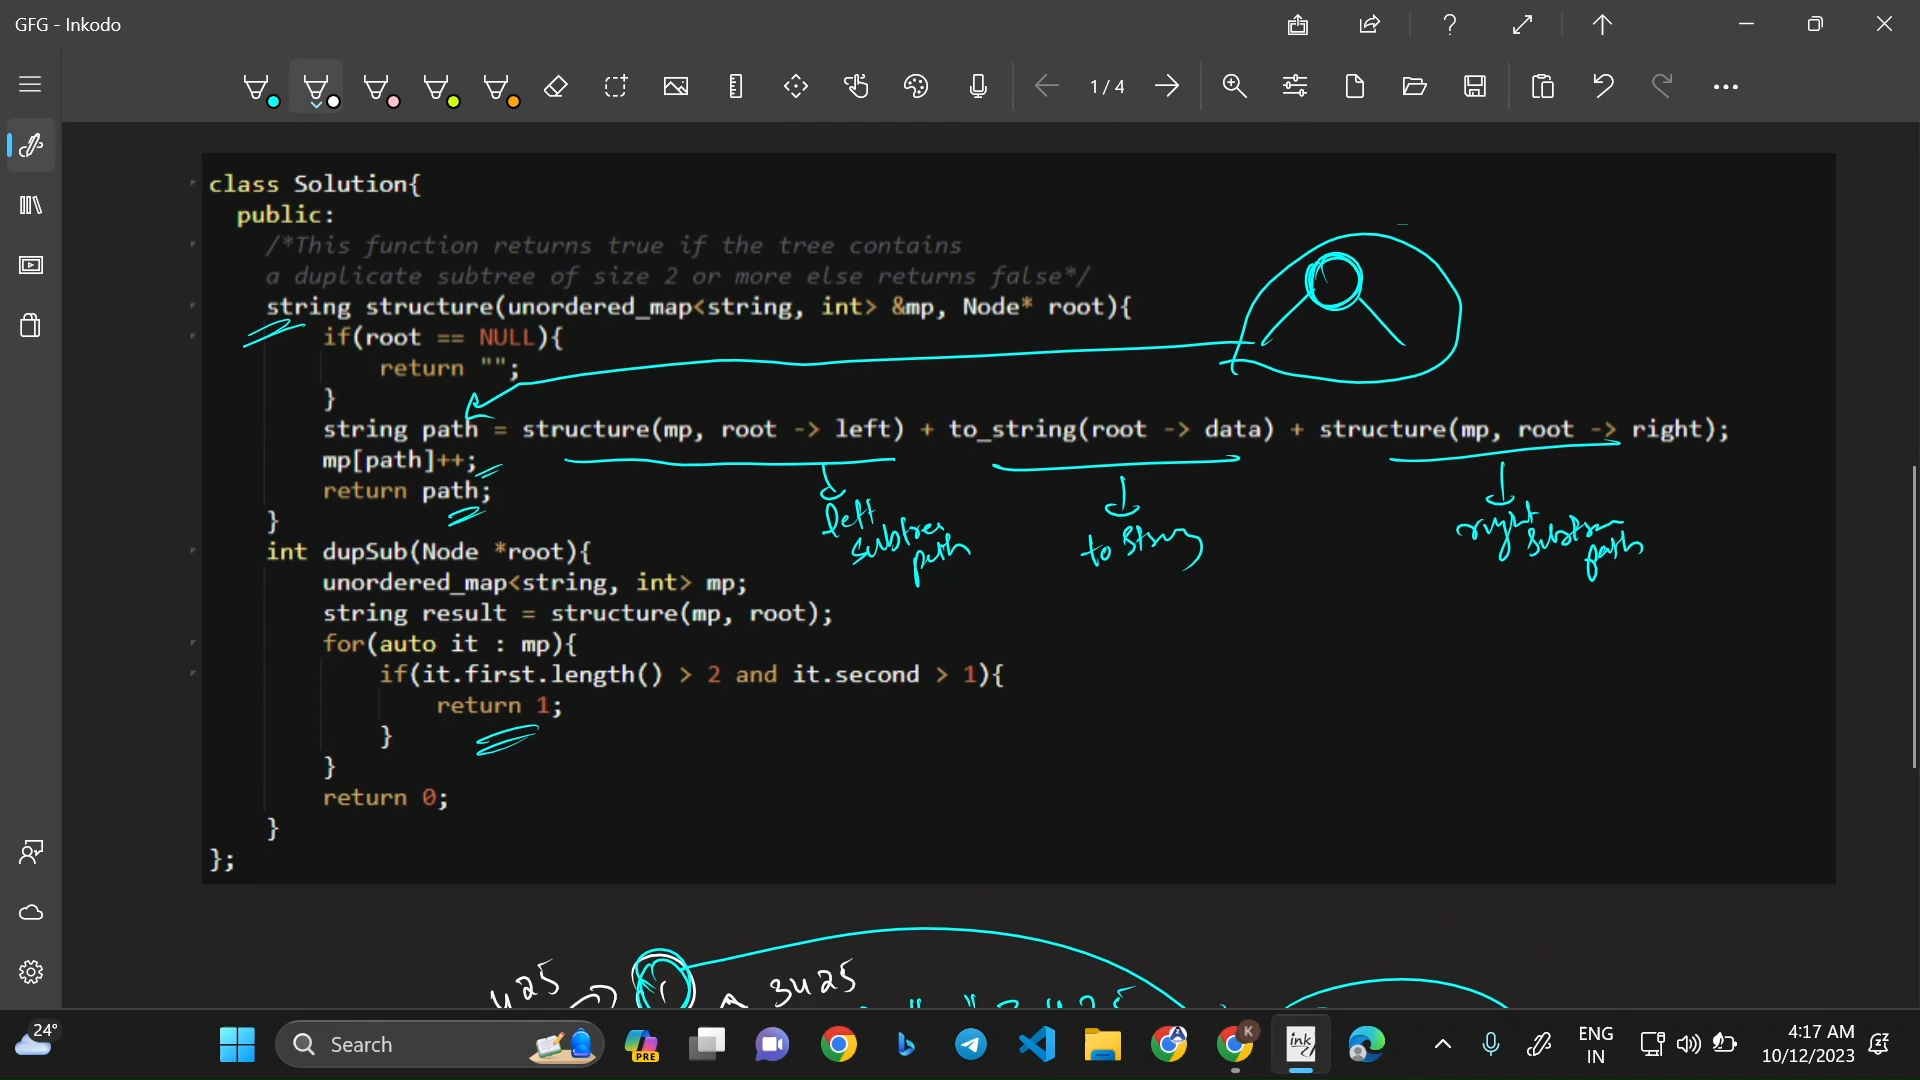 GFG - Inkodo
1 / 4
class Solution{
public:
/*This function returns true if the tree contains
a duplicate subtree of size 2 or more else returns false*/
string structure(unordered_map<string, int> &mp, Node* root){
if(root == NULL){
return "";
}
string path = structure(mp, root -> left) + to_string(root -> data) + structure(mp, root -> right);
mp[path]++;
return path;
}
left
subtree
path
to string
right subtree
path
int dupSub(Node *root){
unordered_map<string, int> mp;
string result = structure(mp, root);
for(auto it : mp){
if(it.first.length() > 2 and it.second > 1){
return 1;
}
}
return 0;
}
};
425
1
3425
24°
Search
PRE
K
ink
ENG
IN
4:17 AM
10/12/2023